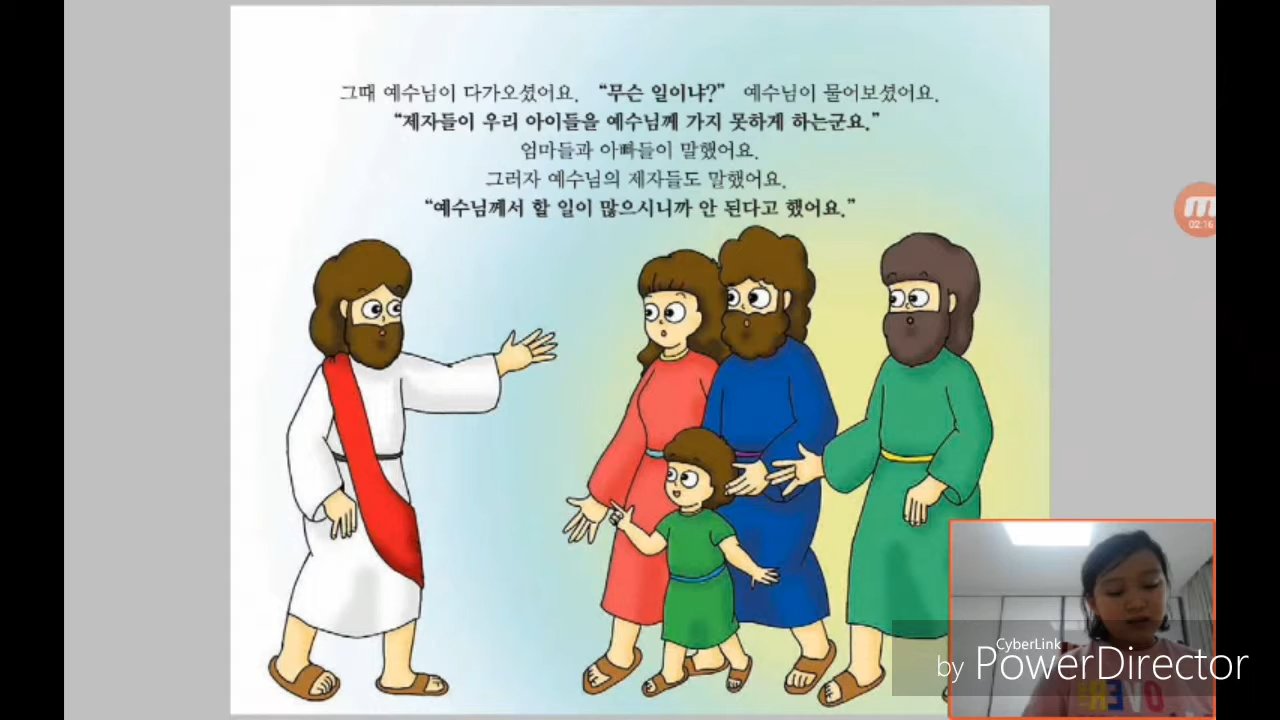 그때 예수님이 다가오셨어요. “무슨 일이냐?” 예수님이 물어보셨어요.
“제자들이 우리 아이들을 예수님께 가지 못하게 하는군요.”
엄마들과 아빠들이 말했어요.
그러자 예수님의 제자들도 말했어요.
“예수님께서 할 일이 많으시니까 안 된다고 했어요.”
02:16
CyberLink
by PowerDirector